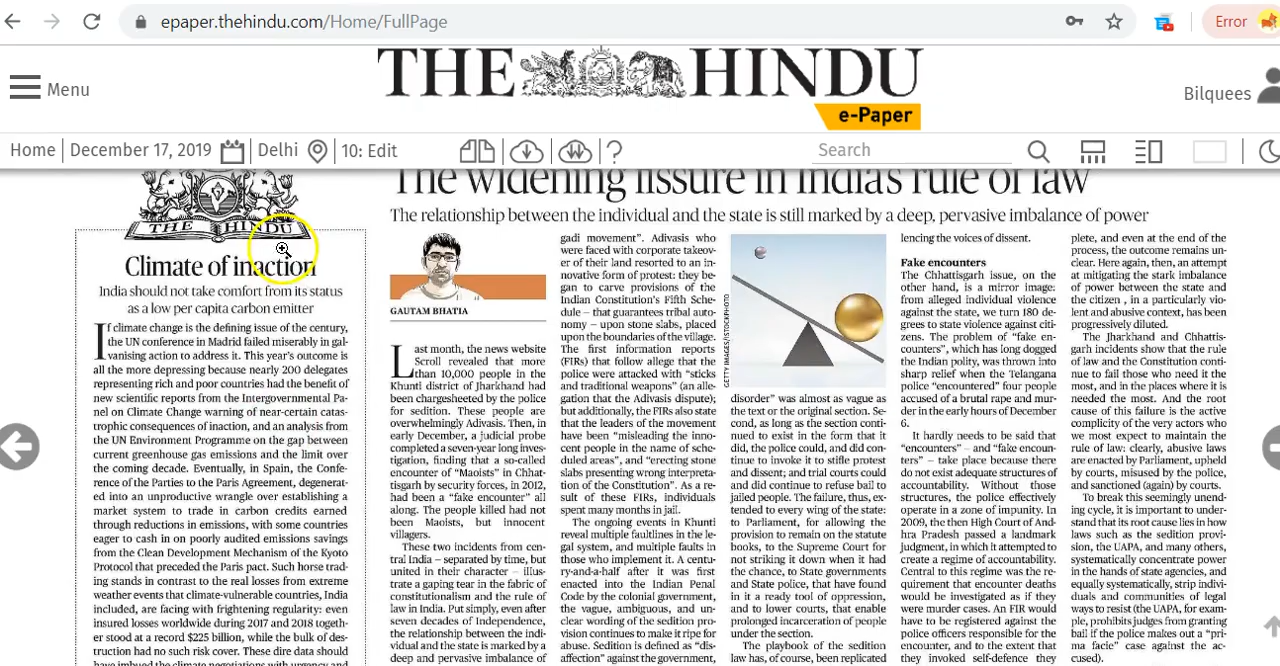 epaper.thehindu.com/Home/FullPage
Error
Menu
THE HINDU
e-Paper
Bilquees
Home
December 17, 2019
Delhi
10: Edit
?
Search
THE HINDU
Climate of inaction
India should not take comfort from its status
as a low per capita carbon emitter
If climate change is the defining issue of the century,
the UN conference in Madrid failed miserably in gal-
vanising action to address it. This year's outcome is
all the more depressing because nearly 200 delegates
representing rich and poor countries had the benefit of
new scientific reports from the Intergovernmental Pa-
nel on Climate Change warning of near-certain catas-
trophic consequences of inaction, and an analysis from
the UN Environment Programme on the gap between
current greenhouse gas emissions and the limit over
the coming decade. Eventually, in Spain, the Confe-
rence of the Parties to the Paris Agreement, degenerat-
ed into an unproductive wrangle over establishing a
market system to trade in carbon credits earned
through reductions in emissions, with some countries
eager to cash in on poorly audited emissions savings
from the Clean Development Mechanism of the Kyoto
Protocol that preceded the Paris pact. Such horse trad-
ing stands in contrast to the real losses from extreme
weather events that climate-vulnerable countries, India
included, are facing with frightening regularity: even
insured losses worldwide during 2017 and 2018 togeth-
er stood at a record $225 billion, while the bulk of des-
truction had no such risk cover. These dire data should
have imbued the climate negotiations with urgency and
The widening fissure in India's rule of law
The relationship between the individual and the state is still marked by a deep, pervasive imbalance of power
GAUTAM BHATIA
Last month, the news website
Scroll revealed that more
than 10,000 people in the
Khunti district of Jharkhand had
been chargesheeted by the police
for sedition. These people are
overwhelmingly Adivasis. Then, in
early December, a judicial probe
completed a seven-year long inves-
tigation, finding that a so-called
encounter of "Maoists" in Chhat-
tisgarh by security forces, in 2012,
had been a "fake encounter" all
along. The people killed had not
been Maoists, but innocent
villagers.
These two incidents from cen-
tral India – separated by time, but
united in their character – illus-
trate a gaping tear in the fabric of
constitutionalism and the rule of
law in India. Put simply, even after
seven decades of Independence,
the relationship between the indi-
vidual and the state is marked by a
deep and pervasive imbalance of
gadi movement". Adivasis who
were faced with corporate takeov-
er of their land resorted to an in-
novative form of protest: they be-
gan to carve provisions of the
Indian Constitution's Fifth Sche-
dule – that guarantees tribal auto-
nomy – upon stone slabs, placed
upon the boundaries of the village.
The first information reports
(FIRs) that follow allege that the
police were attacked with "sticks
and traditional weapons" (an alle-
gation that the Adivasis dispute);
but additionally, the FIRs also state
that the leaders of the movement
have been "misleading the inno-
cent people in the name of sche-
duled areas", and "erecting stone
slabs presenting wrong interpreta-
tion of the Constitution". As a re-
sult of these FIRs, individuals
spent many months in jail.
The ongoing events in Khunti
reveal multiple faultlines in the le-
gal system, and multiple faults in
those who implement it. A centu-
ry-and-a-half after it was first
enacted into the Indian Penal
Code by the colonial government,
the vague, ambiguous, and un-
clear wording of the sedition pro-
vision continues to make it ripe for
abuse. Sedition is defined as "dis-
affection" against the government,
GETTY IMAGES/ISTOCKPHOTO
disorder" was almost as vague as
the text or the original section. Se-
cond, as long as the section conti-
nued to exist in the form that it
did, the police could, and did con-
tinue to invoke it to stifle protest
and dissent; and trial courts could
and did continue to refuse bail to
jailed people. The failure, thus, ex-
tended to every wing of the state:
to Parliament, for allowing the
provision to remain on the statute
books, to the Supreme Court for
not striking it down when it had
the chance, to State governments
and State police, that have found
in it a ready tool of oppression,
and to lower courts, that enable
prolonged incarceration of people
under the section.
The playbook of the sedition
law has, of course, been replicated
lencing the voices of dissent.
Fake encounters
The Chhattisgarh issue, on the
other hand, is a mirror image:
from alleged individual violence
against the state, we turn 180 de-
grees to state violence against citi-
zens. The problem of "fake en-
counters", which has long dogged
the Indian polity, was thrown into
sharp relief when the Telangana
police "encountered" four people
accused of a brutal rape and mur-
der in the early hours of December
6.
It hardly needs to be said that
"encounters" – and "fake encoun-
ters" – take place because there
do not exist adequate structures of
accountability. Without those
structures, the police effectively
operate in a zone of impunity. In
2009, the then High Court of And-
hra Pradesh passed a landmark
judgment, in which it attempted to
create a regime of accountability.
Central to this regime was the re-
quirement that encounter deaths
would be investigated as if they
were murder cases. An FIR would
have to be registered against the
police officers responsible for the
encounter, and to the extent that
they invoked self-defence they
plete, and even at the end of the
process, the outcome remains un-
clear. Here again, then, an attempt
at mitigating the stark imbalance
of power between the state and
the citizen , in a particularly vio-
lent and abusive context, has been
progressively diluted.
The Jharkhand and Chhattis-
garh incidents show that the rule
of law and the Constitution conti-
nue to fail those who need it the
most, and in the places where it is
needed the most. And the root
cause of this failure is the active
complicity of the very actors who
we most expect to maintain the
rule of law: clearly, abusive laws
are enacted by Parliament, upheld
by courts, misused by the police,
and sanctioned (again) by courts.
To break this seemingly unend-
ing cycle, it is important to under-
stand that its root cause lies in how
laws such as the sedition provi-
sion, the UAPA, and many others,
systematically concentrate power
in the hands of state agencies, and
equally systematically, strip indivi-
duals and communities of legal
ways to resist (the UAPA, for exam-
ple, prohibits judges from granting
bail if the police makes out a "pri-
ma facie" case against the ac-
cused).